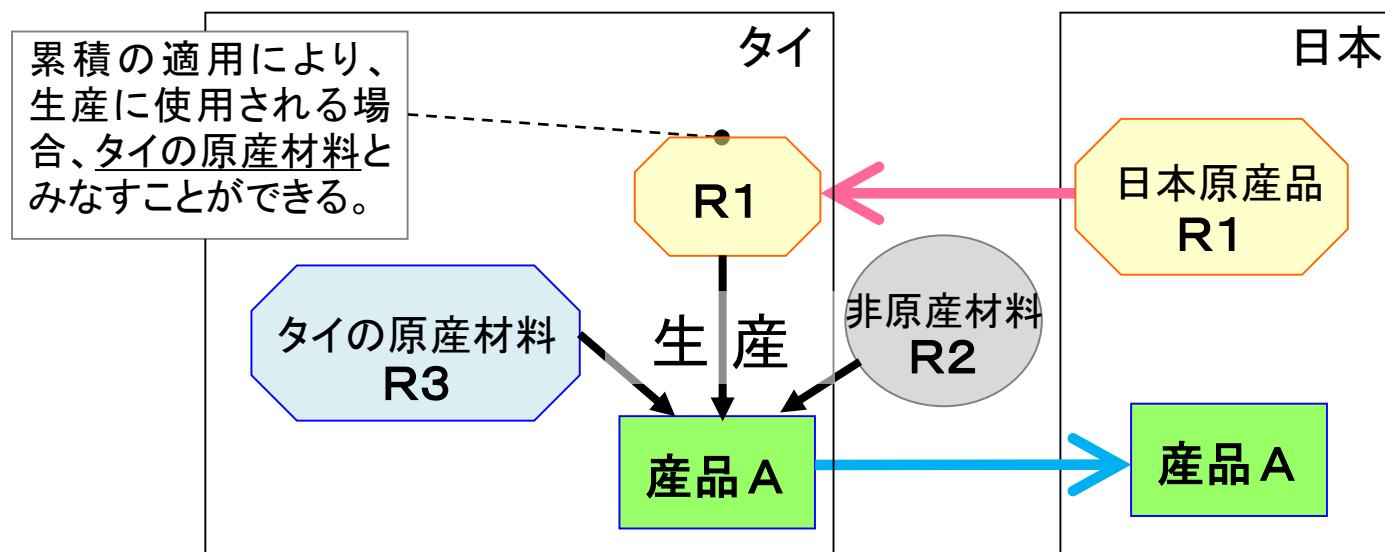 タイ
日本
累積の適用により、
生産に使用される場
合、タイの原産材料と
みなすことができる。
R1
日本原産品
R1
タイの原産材料
R3
生産
非原産材料
R2
産品A
産品A